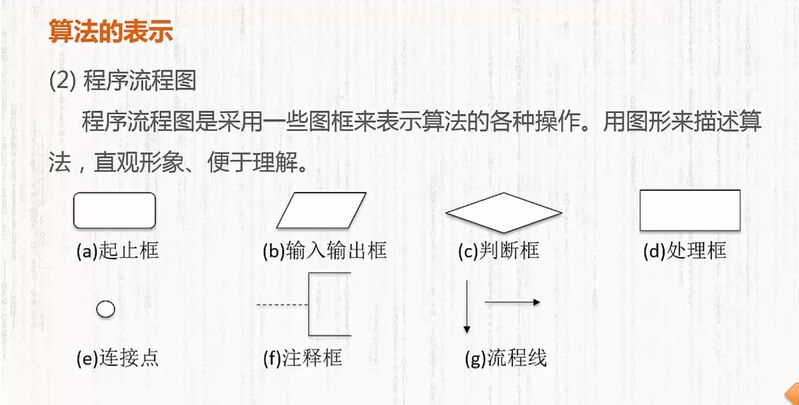 算法的表示
(2) 程序流程图
程序流程图是采用一些图框来表示算法的各种操作。用图形来描述算
法，直观形象、便于理解。
(a)起止框 (b)输入输出框 (c)判断框 (d)处理框
(e)连接点 (f)注释框 (g)流程线